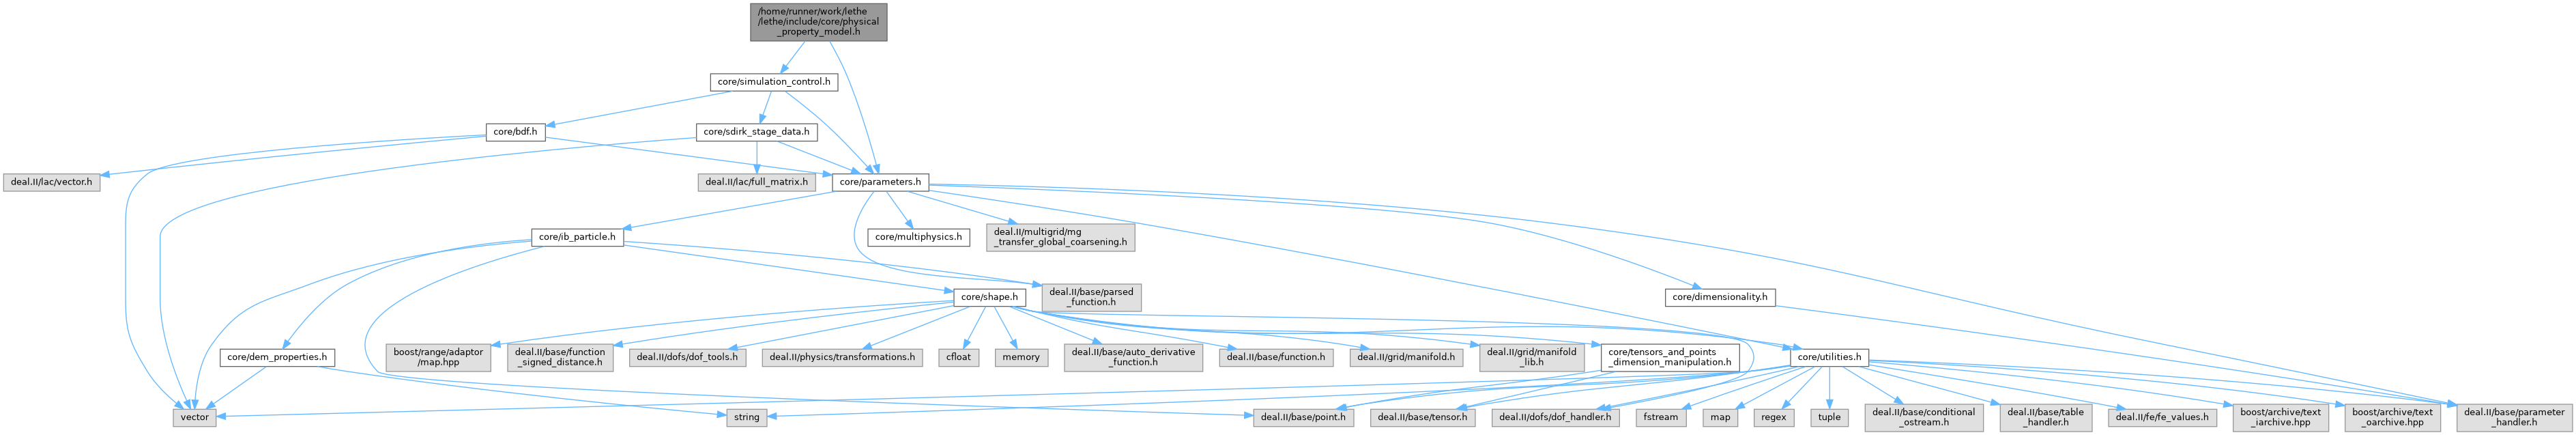 /home/runner/work/lethe
/lethe/include/core/physical
_property_model.h
core/simulation_control.h
core/bdf.h
core/sdirk_stage_data.h
deal.II/lac/vector.h
deal.II/lac/full_matrix.h
core/parameters.h
core/ib_particle.h
core/multiphysics.h
deal.II/multigrid/mg
_transfer_global_coarsening.h
core/shape.h
deal.II/base/parsed
_function.h
core/dimensionality.h
core/dem_properties.h
boost/range/adaptor
/map.hpp
deal.II/base/function
_signed_distance.h
deal.II/dofs/dof_tools.h
deal.II/physics/transformations.h
cfloat
memory
deal.II/base/auto_derivative
_function.h
deal.II/base/function.h
deal.II/grid/manifold.h
deal.II/grid/manifold
_lib.h
core/tensors_and_points
_dimension_manipulation.h
core/utilities.h
vector
string
deal.II/base/point.h
deal.II/base/tensor.h
deal.II/dofs/dof_handler.h
fstream
map
regex
tuple
deal.II/base/conditional
_ostream.h
deal.II/base/table
_handler.h
deal.II/fe/fe_values.h
boost/archive/text
_iarchive.hpp
boost/archive/text
_oarchive.hpp
deal.II/base/parameter
_handler.h